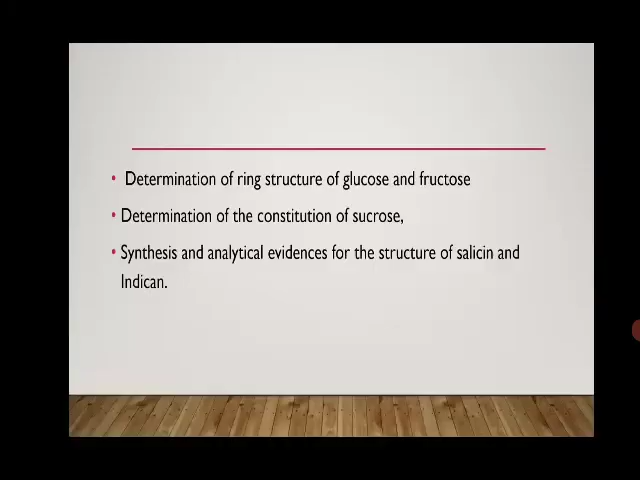 • Determination of ring structure of glucose and fructose
• Determination of the constitution of sucrose,
• Synthesis and analytical evidences for the structure of salicin and
Indican.